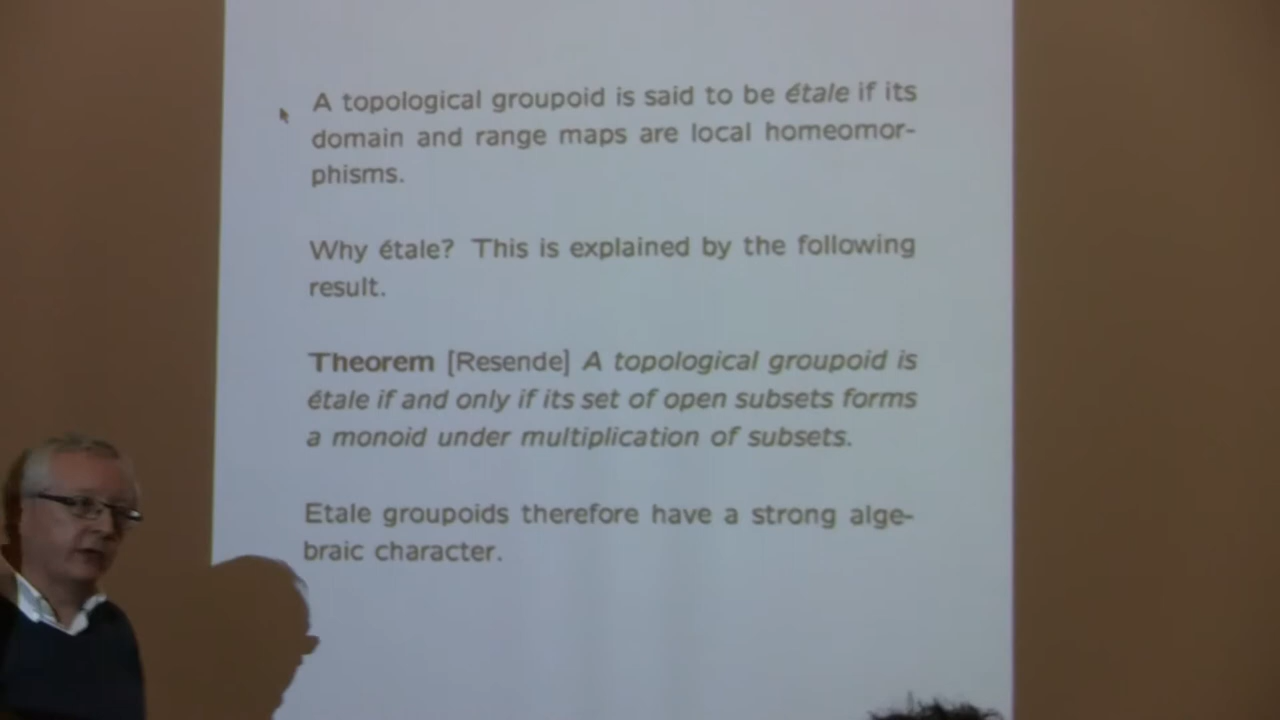 A topological groupoid is said to be étale if its
domain and range maps are local homeomor-
phisms.
Why étale? This is explained by the following
result.
Theorem [Resende] A topological groupoid is
étale if and only if its set of open subsets forms
a monoid under multiplication of subsets.
Etale groupoids therefore have a strong alge-
braic character.